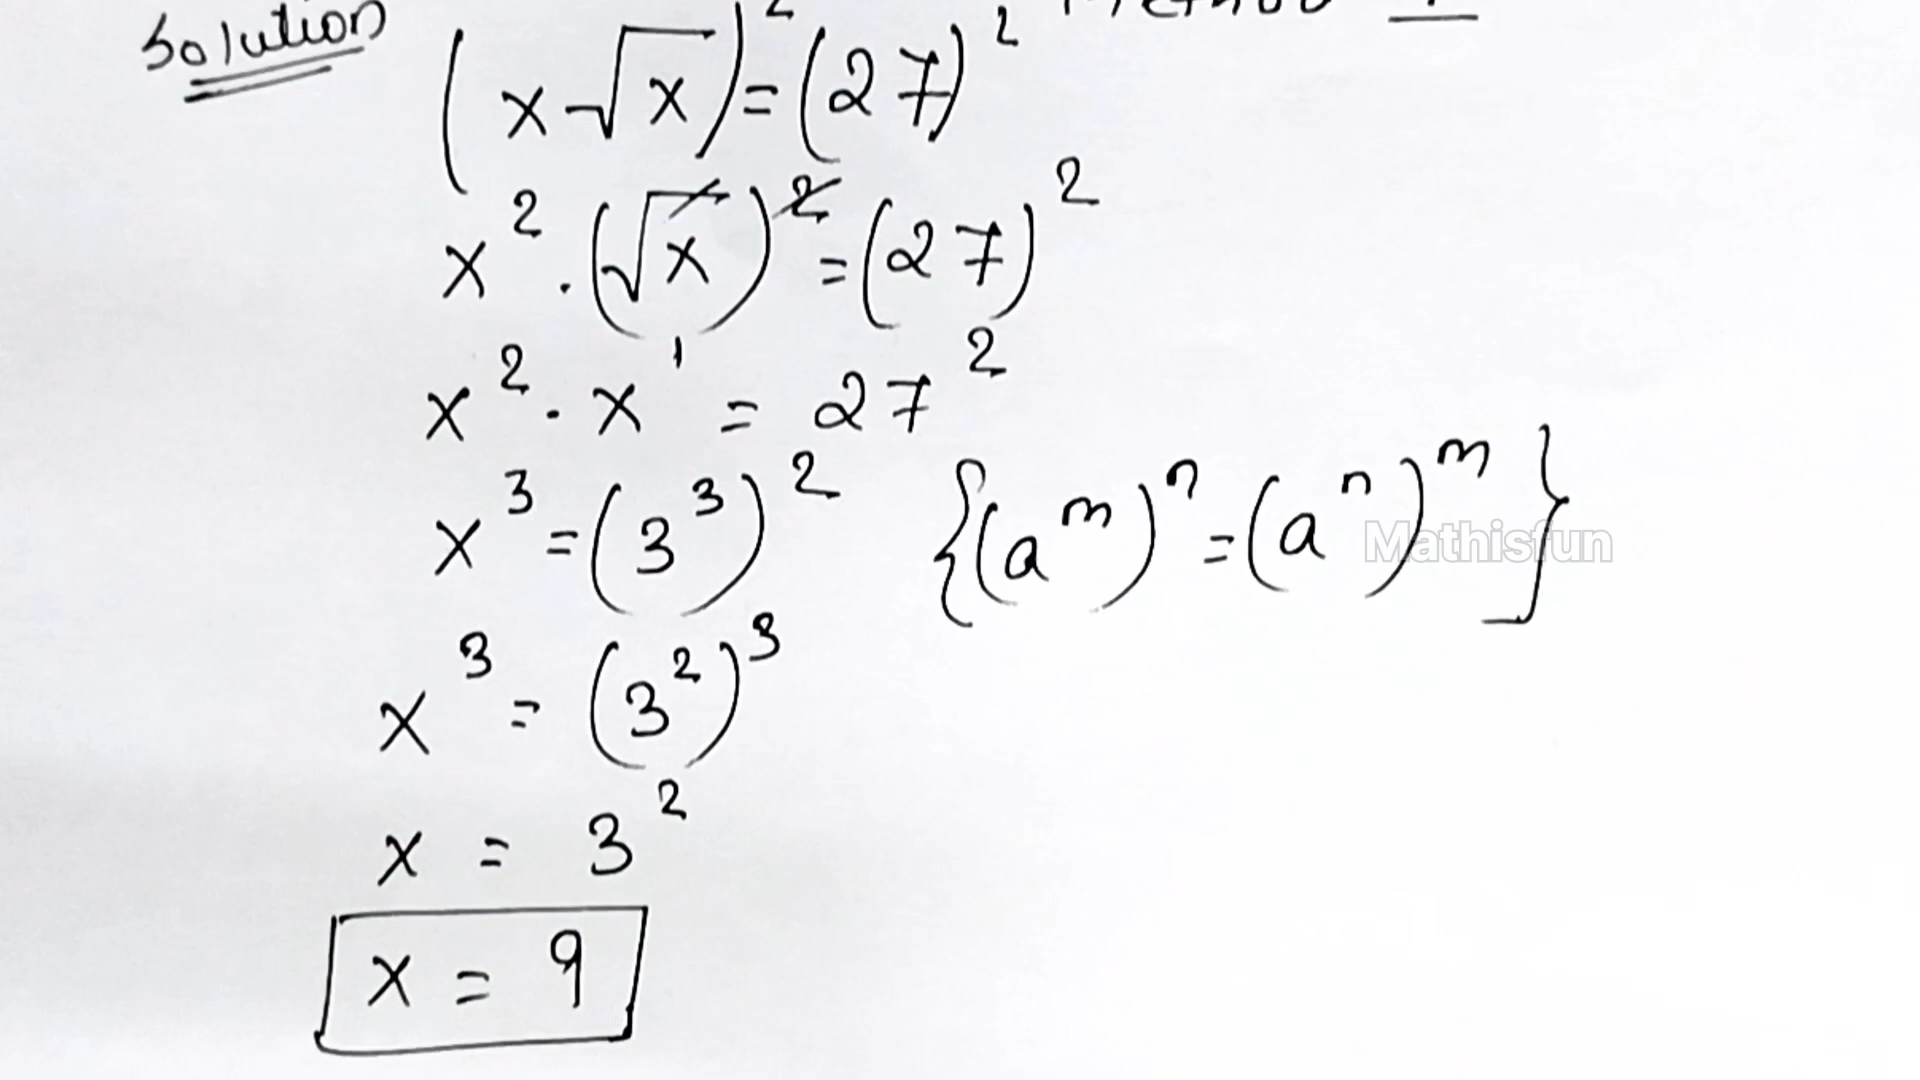 Solution
(x√x)² = (27)²
x² . (√x)² = (27)²
x² . x¹ = 27²
x³ = (3³)² {(aᵐ)ⁿ = (aⁿ)ᵐ}
Mathisfun
x³ = (3²)³
x = 3²
x = 9